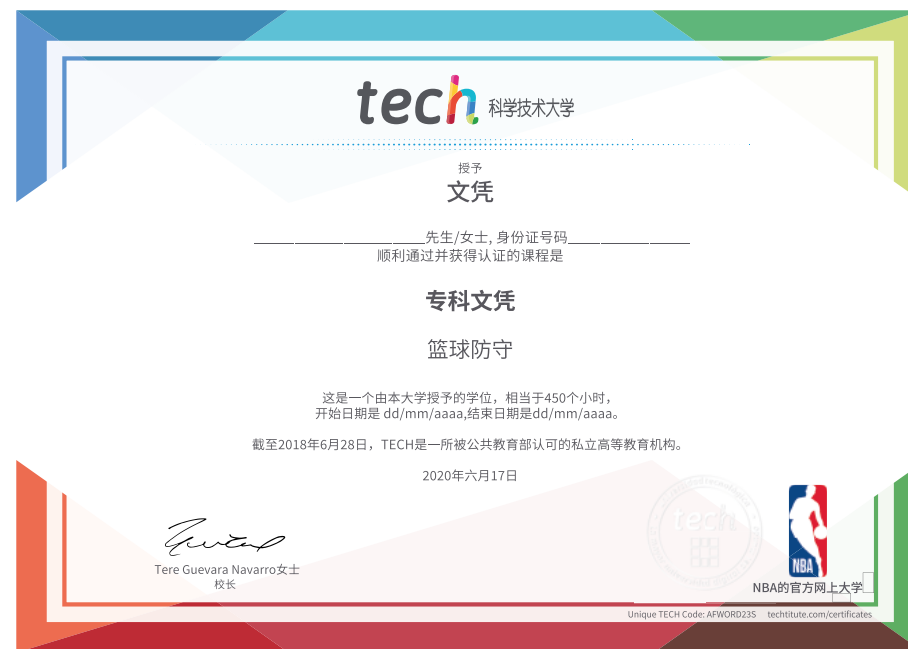 tech 科学技术大学
授予
文凭
先生/女士, 身份证号码
顺利通过并获得认证的课程是
专科文凭
篮球防守
这是一个由本大学授予的学位，相当于450个小时，
开始日期是 dd/mm/aaaa,结束日期是dd/mm/aaaa。
截至2018年6月28日，TECH是一所被公共教育部认可的私立高等教育机构。
2020年六月17日
tech
NBA
Tere Guevara Navarro女士
校长
NBA的官方网上大学
Unique TECH Code: AFWORD23S techtitute.com/certificates